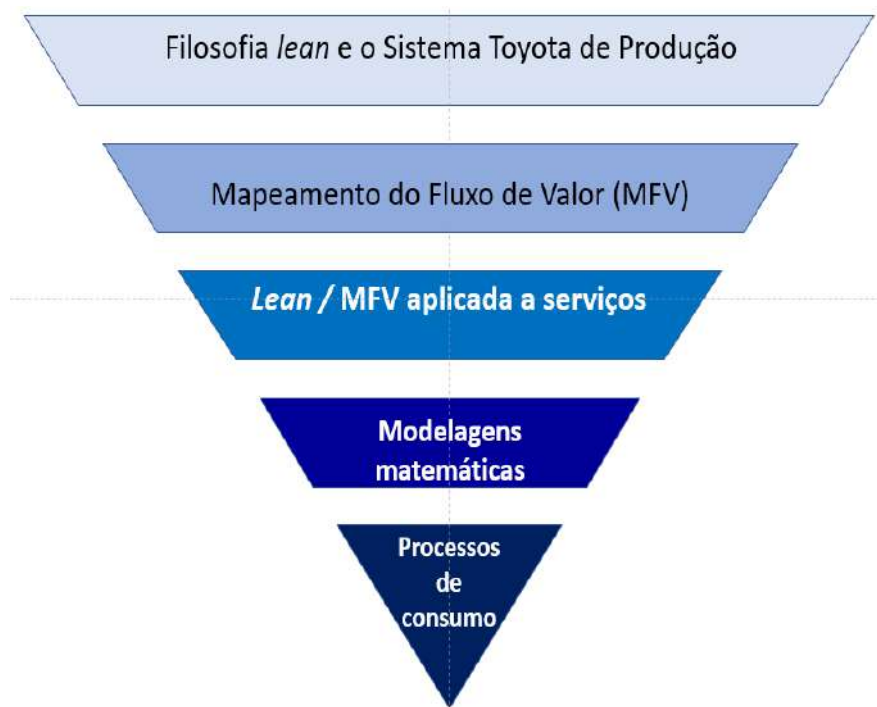 Filosofia lean e o Sistema Toyota de Produção
Mapeamento do Fluxo de Valor (MFV)
Lean / MFV aplicada a serviços
Modelagens
matemáticas
Processos
de
consumo